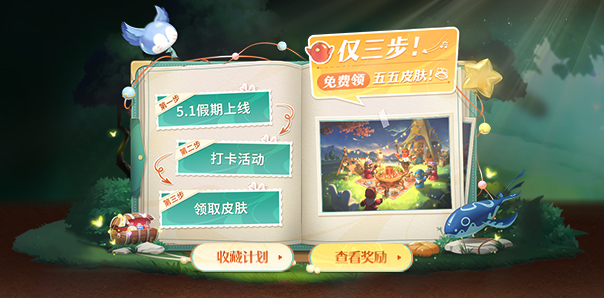 仅三步！
免费领 五五皮肤！
第一步
5.1假期上线
第二步
打卡活动
第三步
领取皮肤
收藏计划
查看奖励